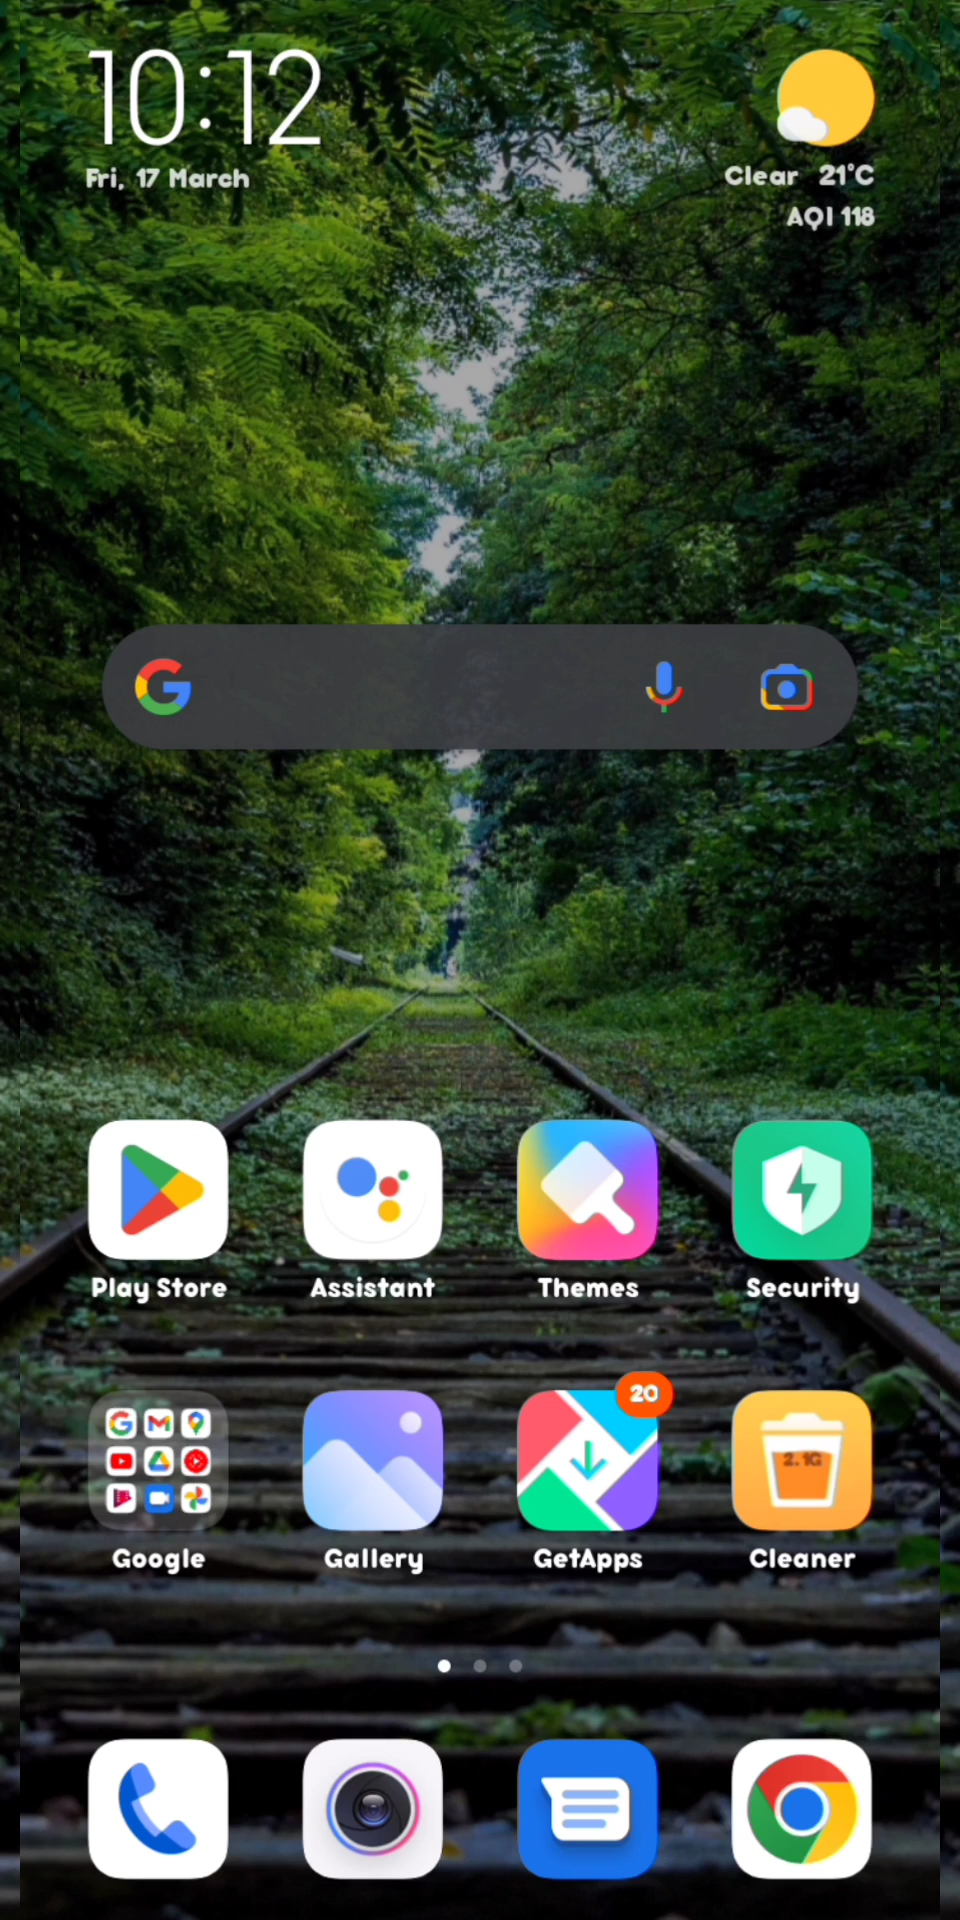 10:12
Fri, 17 March
Clear 21°C
AQI 118
Play Store
Assistant
Themes
Security
20
2.1G
Google
Gallery
GetApps
Cleaner